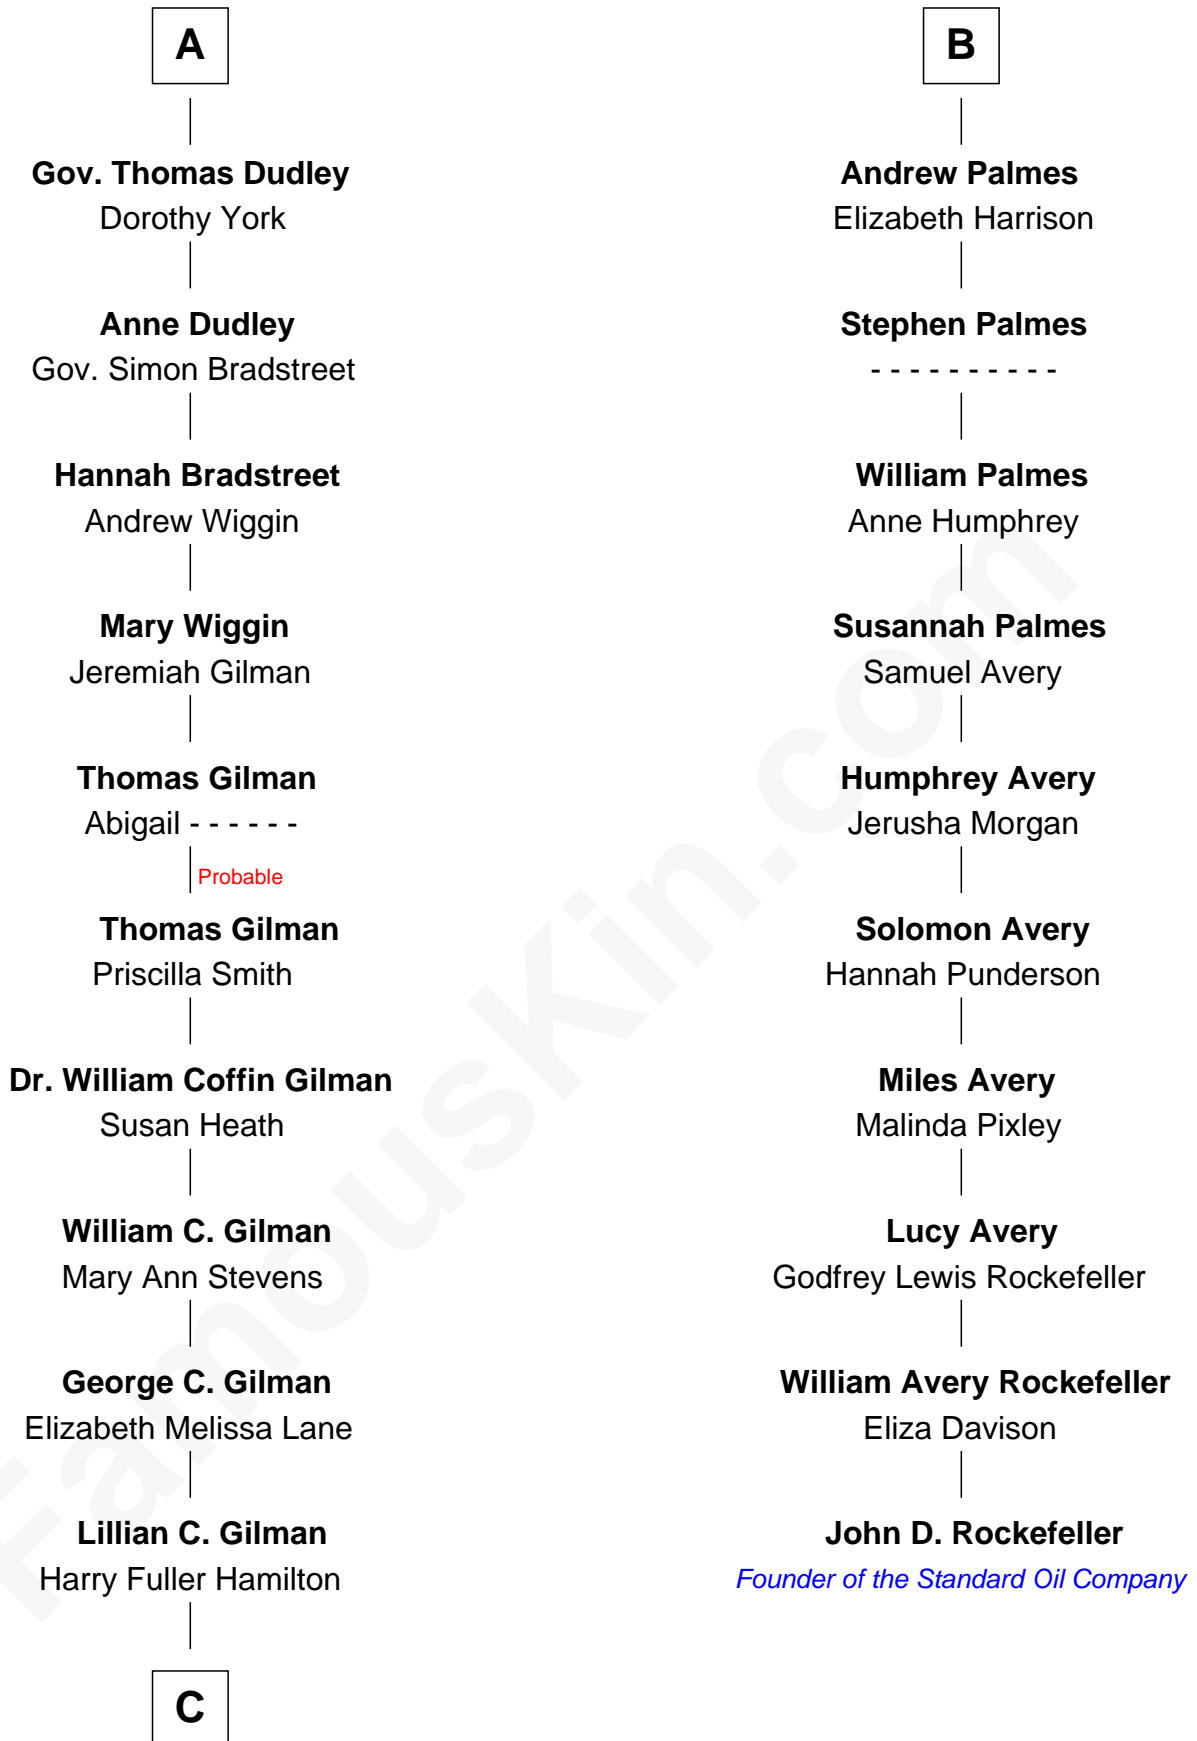 A
Gov. Thomas Dudley
Dorothy York
Anne Dudley
Gov. Simon Bradstreet
Hannah Bradstreet
Andrew Wiggin
Mary Wiggin
Jeremiah Gilman
Thomas Gilman
Abigail - - - - - -
Probable
Thomas Gilman
Priscilla Smith
Dr. William Coffin Gilman
Susan Heath
William C. Gilman
Mary Ann Stevens
George C. Gilman
Elizabeth Melissa Lane
Lillian C. Gilman
Harry Fuller Hamilton
C
B
Andrew Palmes
Elizabeth Harrison
Stephen Palmes
- - - - - - - - - -
William Palmes
Anne Humphrey
Susannah Palmes
Samuel Avery
Humphrey Avery
Jerusha Morgan
Solomon Avery
Hannah Punderson
Miles Avery
Malinda Pixley
Lucy Avery
Godfrey Lewis Rockefeller
William Avery Rockefeller
Eliza Davison
John D. Rockefeller
Founder of the Standard Oil Company
FamousKin.com